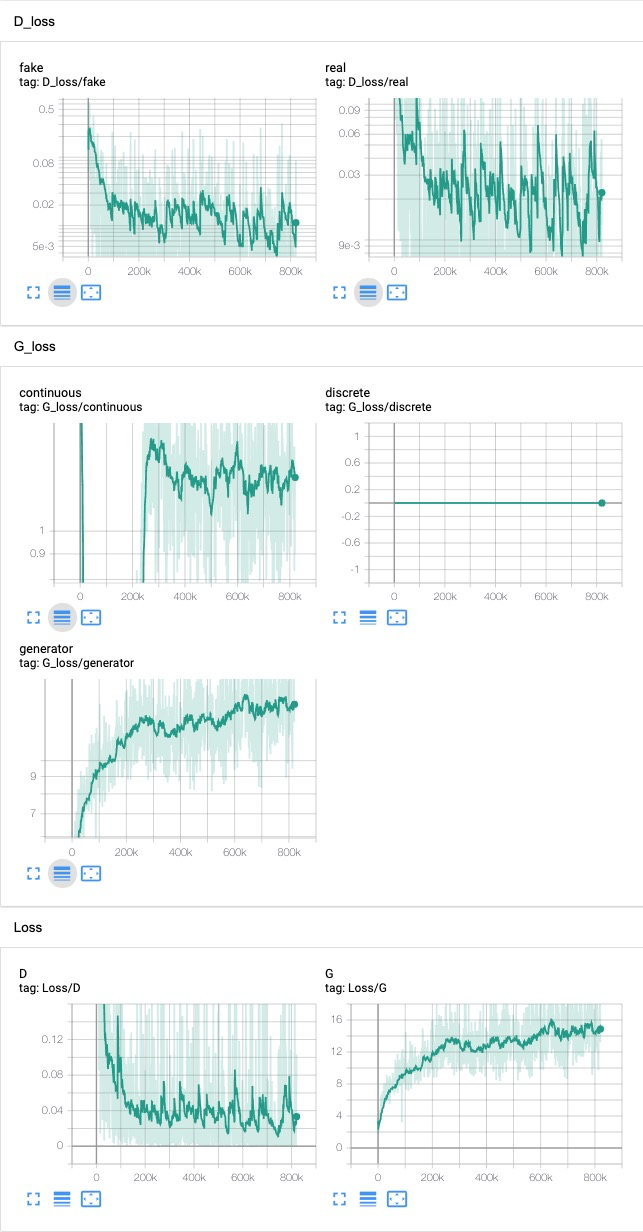 D_loss
fake
tag: D_loss/fake
0.5
0.08
0.02
5e-3
0 200k 400k 600k 800k
real
tag: D_loss/real
0.09
0.06
0.03
9e-3
0 200k 400k 600k 800k
G_loss
continuous
tag: G_loss/continuous
1
0.9
0 200k 400k 600k 800k
discrete
tag: G_loss/discrete
1
0.6
0.2
-0.2
-0.6
-1
0 200k 400k 600k 800k
generator
tag: G_loss/generator
9
7
0 200k 400k 600k 800k
Loss
D
tag: Loss/D
0.12
0.08
0.04
0
0 200k 400k 600k 800k
G
tag: Loss/G
16
12
8
4
0
0 200k 400k 600k 800k